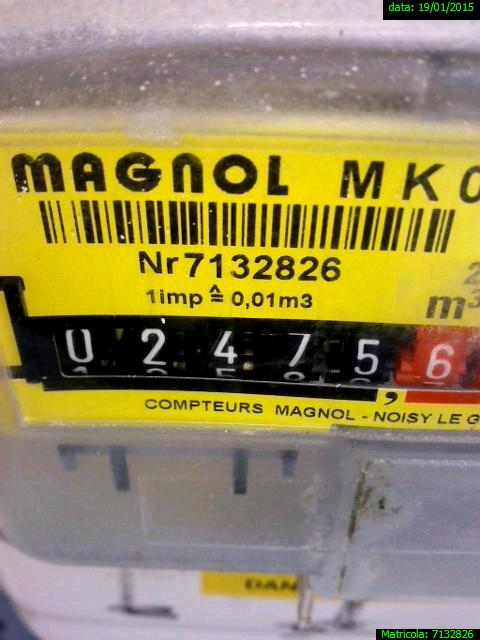 data: 19/01/2015
MAGNOL MK
Nr7132826
1imp ≙ 0,01m3
m³
0 2 4 7 5 6
COMPTEURS MAGNOL - NOISY LE G
DAN
Matricola: 7132826